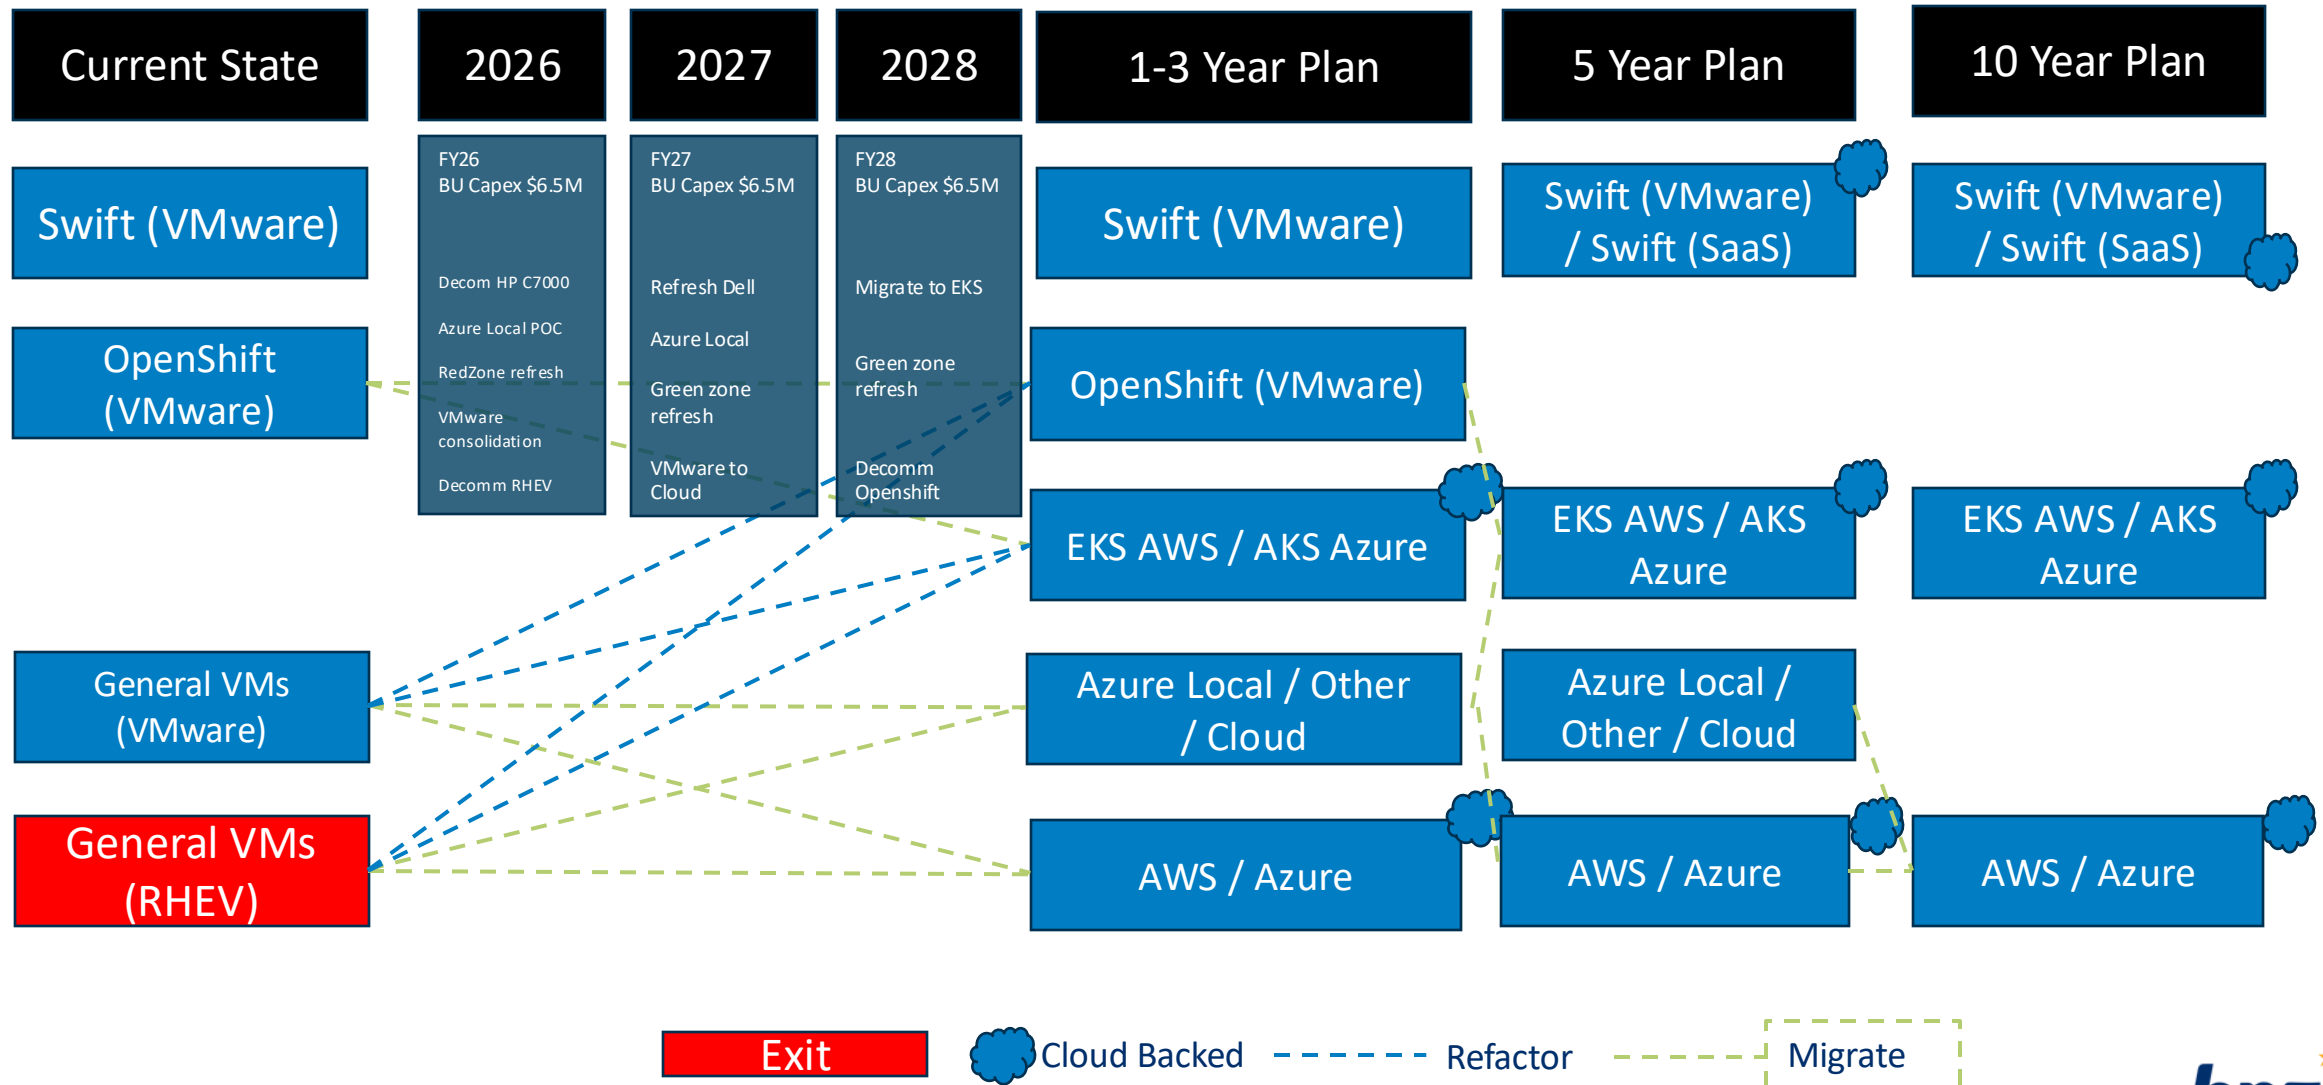 Current State
2026
2027
2028
1-3 Year Plan
5 Year Plan
10 Year Plan
Swift (VMware)
OpenShift
(VMware)
General VMs
(VMware)
General VMs
(RHEV)
FY26
BU Capex $6.5M
Decom HP C7000
Azure Local POC
RedZone refresh
VMware
consolidation
Decomm RHEV
FY27
BU Capex $6.5M
Refresh Dell
Azure Local
Green zone
refresh
VMware to
Cloud
FY28
BU Capex $6.5M
Migrate to EKS
Green zone
refresh
Decomm
Openshift
Swift (VMware)
OpenShift (VMware)
EKS AWS / AKS Azure
Azure Local / Other
/ Cloud
AWS / Azure
Swift (VMware)
/ Swift (SaaS)
EKS AWS / AKS
Azure
Azure Local /
Other / Cloud
AWS / Azure
Swift (VMware)
/ Swift (SaaS)
EKS AWS / AKS
Azure
AWS / Azure
Exit
Cloud Backed
Refactor
Migrate